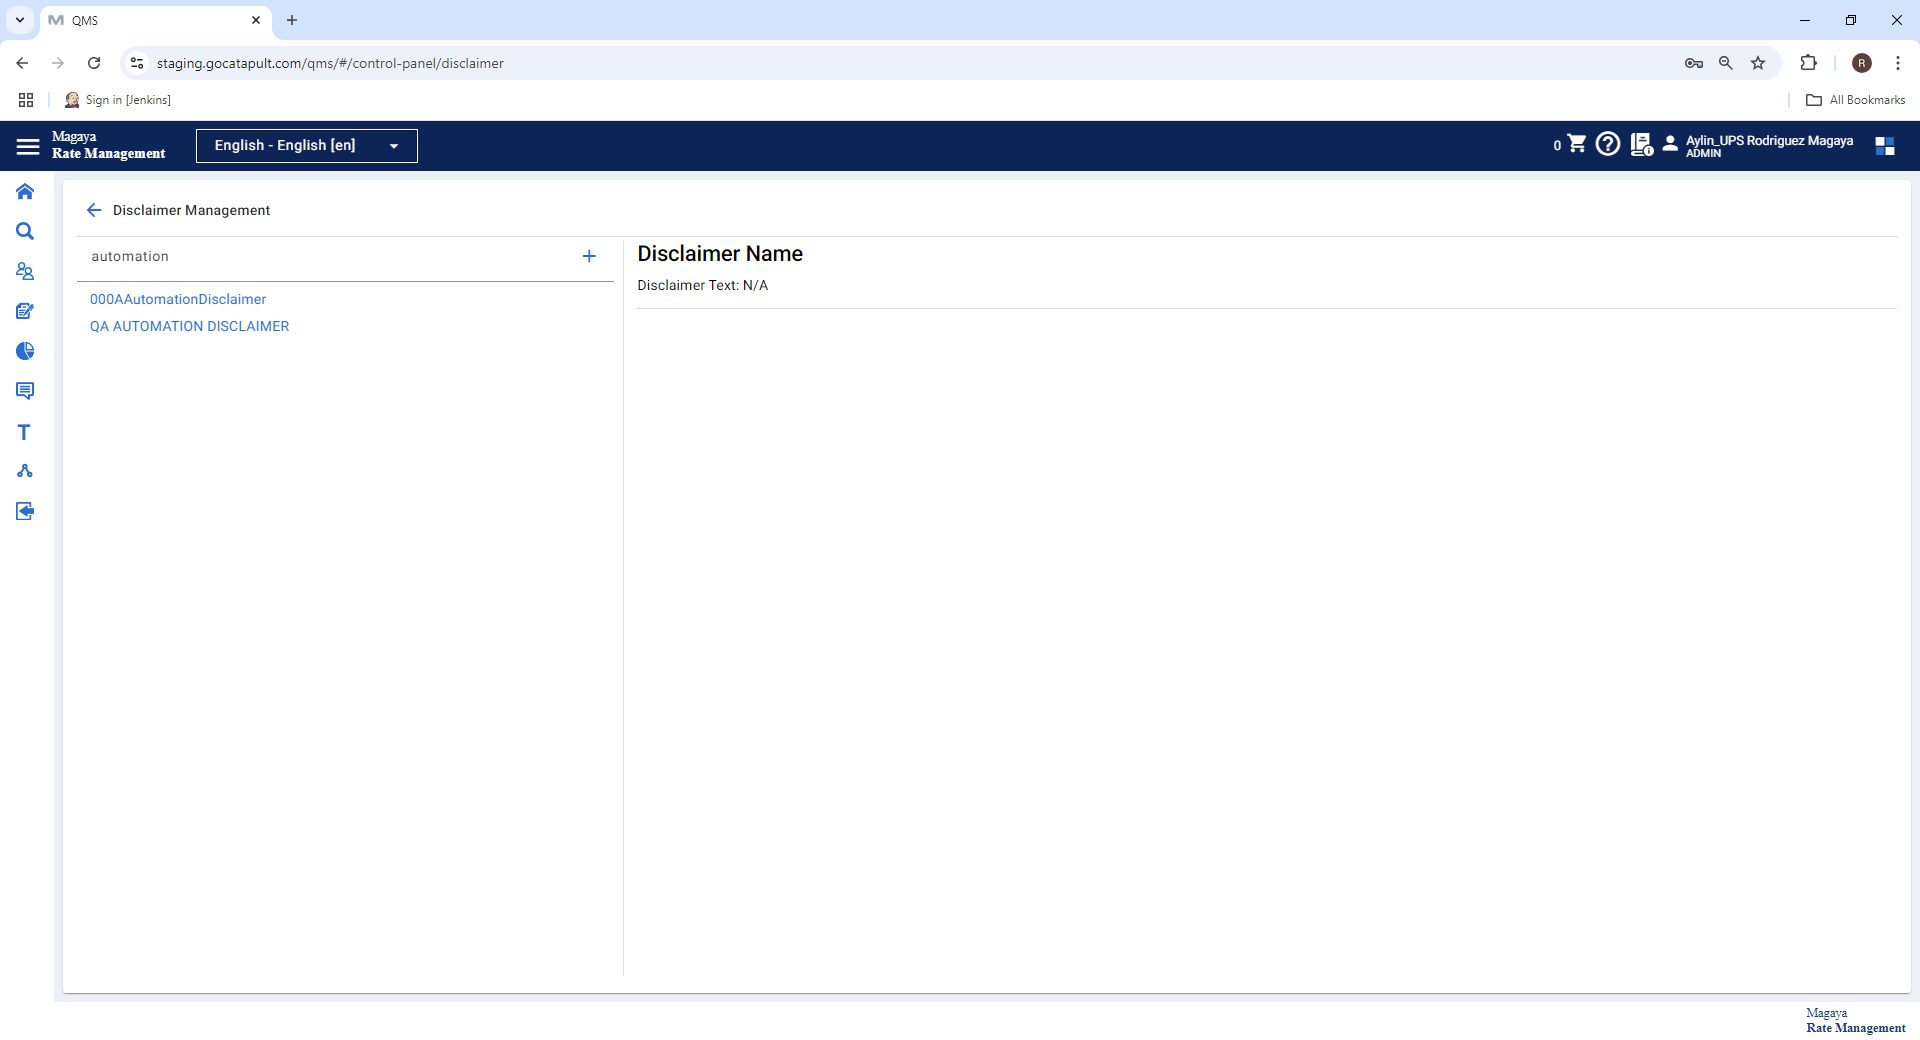 QMS
staging.gocatapult.com/qms/#/control-panel/disclaimer
R
Sign in [Jenkins]
All Bookmarks
Magaya
Rate Management
English - English [en]
0
Aylin_UPS Rodriguez Magaya
ADMIN
Disclaimer Management
automation
000AAutomationDisclaimer
QA AUTOMATION DISCLAIMER
Disclaimer Name
Disclaimer Text: N/A
Magaya
Rate Management